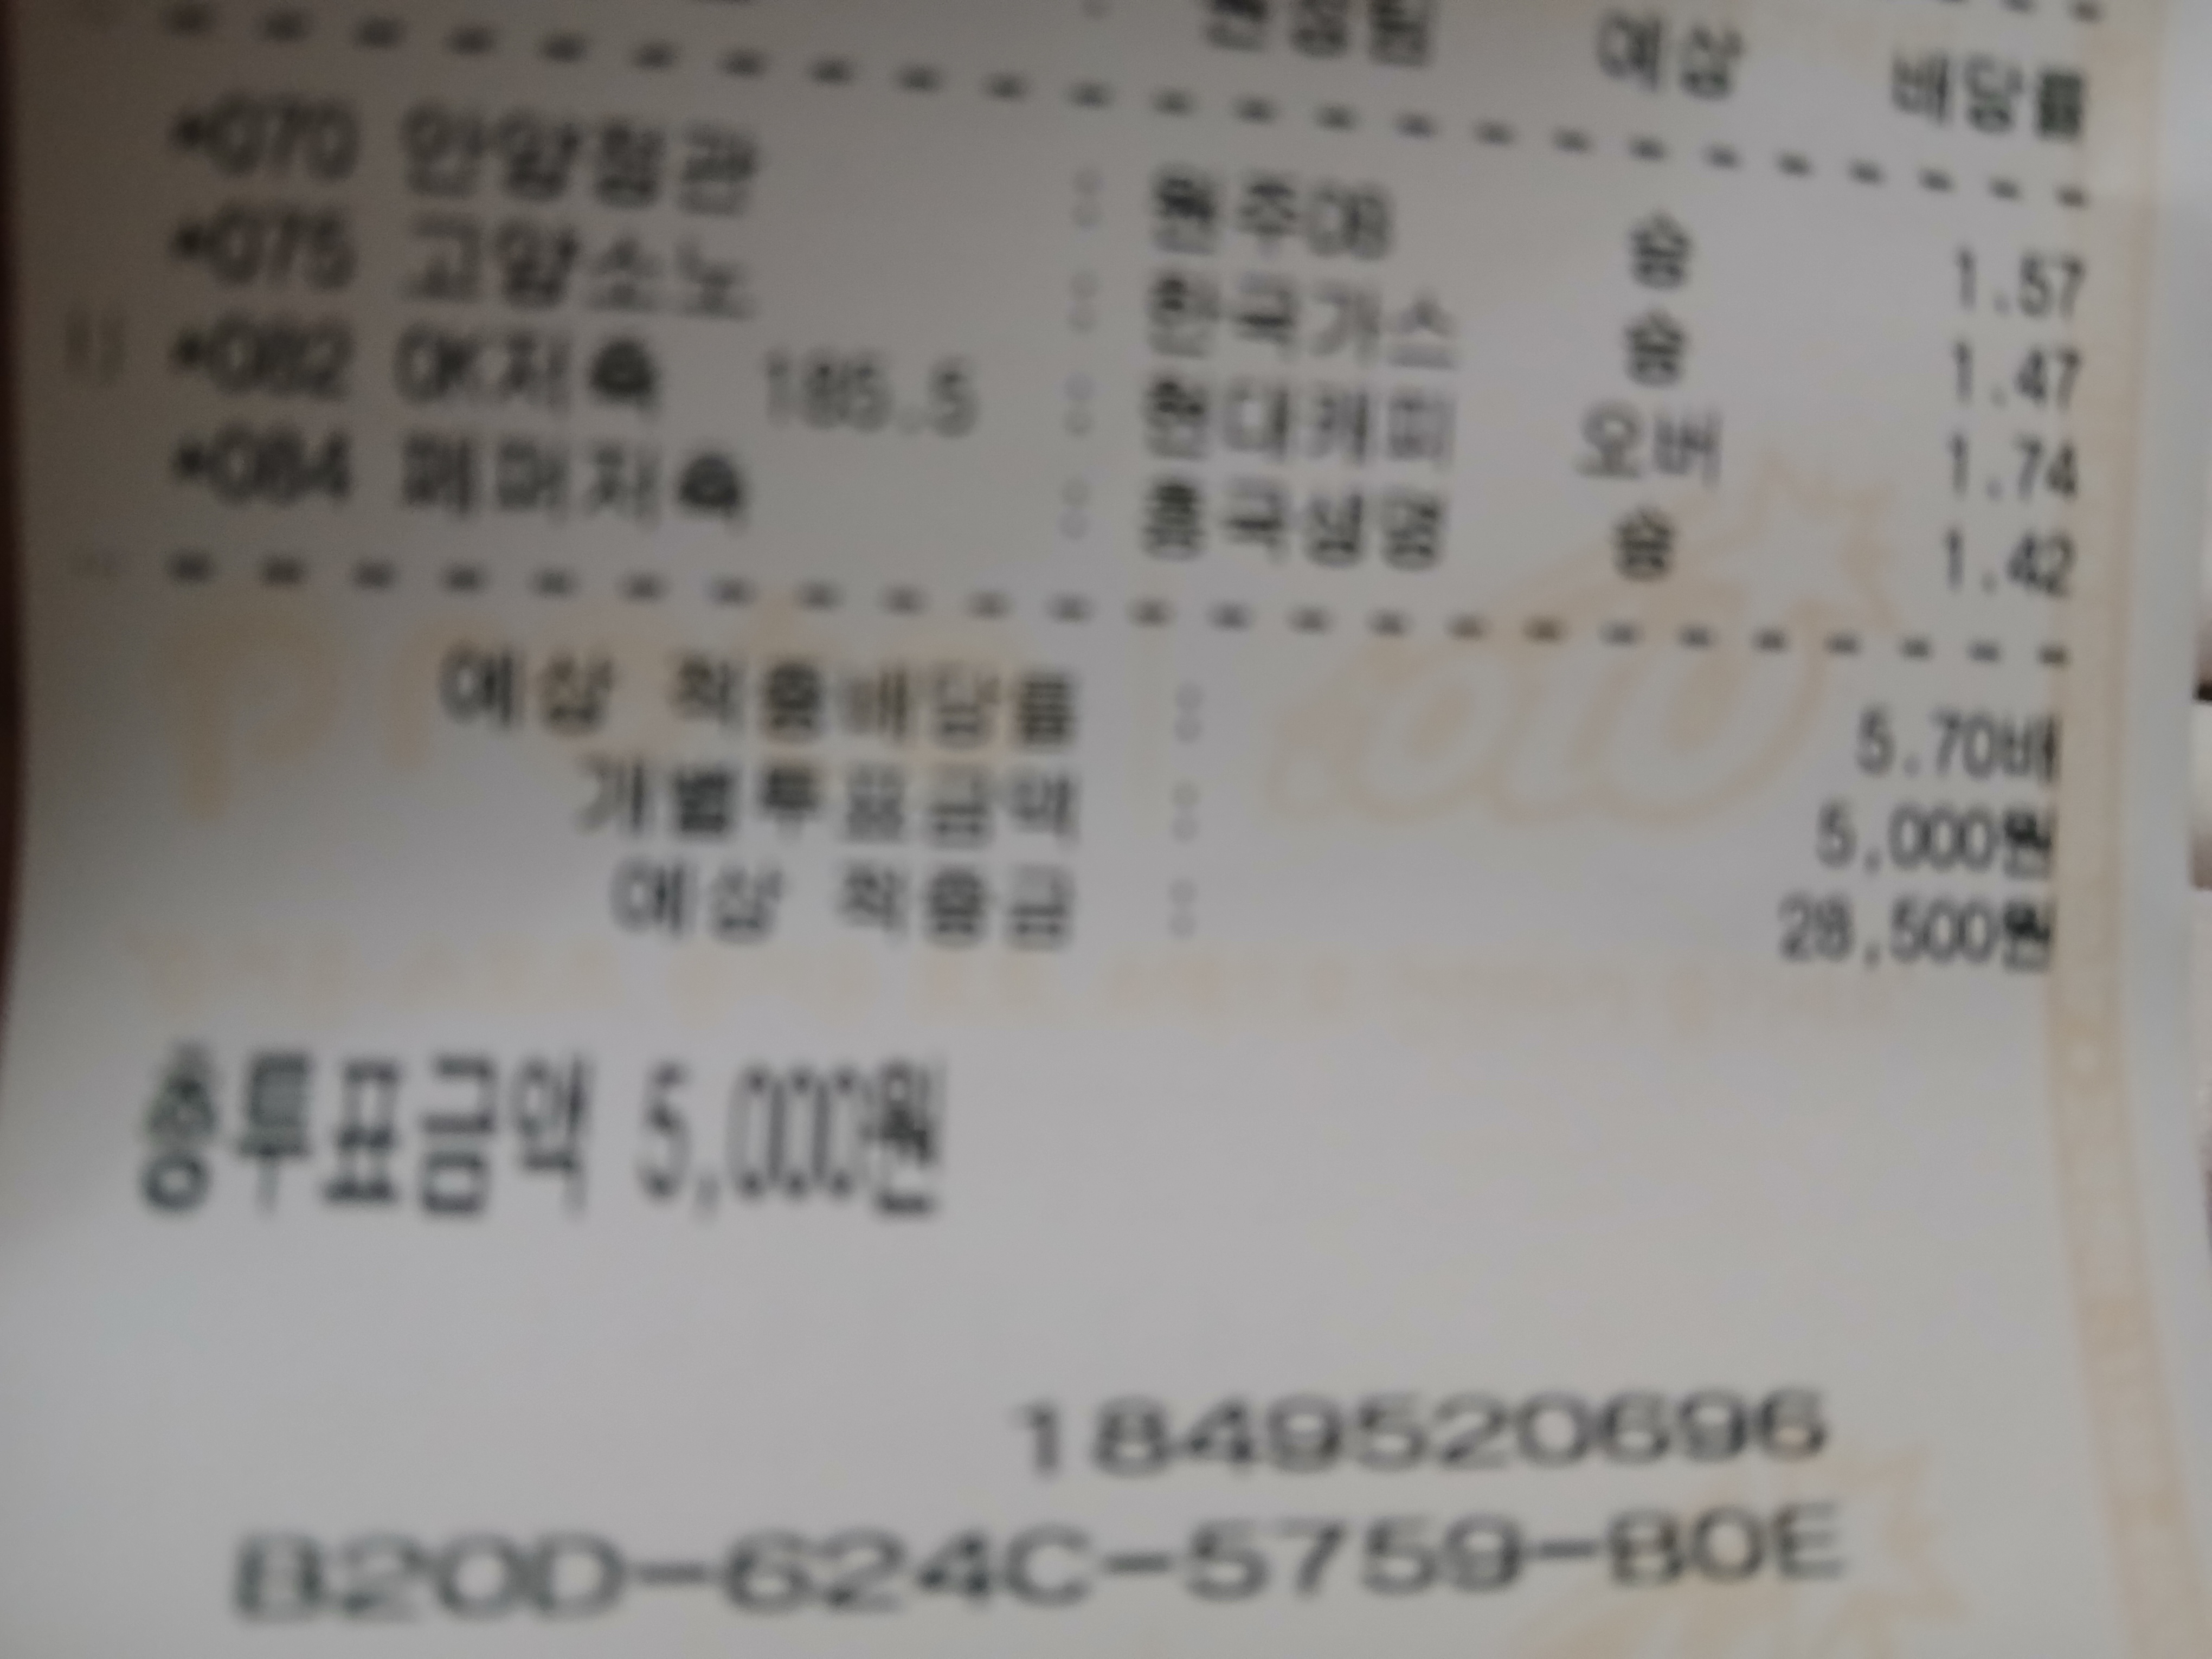 원정팀 예상 배당률
*070 안양정관 : 원주DB 승 1.57
*075 고양소노 : 한국가스 승 1.47
*082 OK저축 185.5 : 현대캐피 오버 1.74
*084 페퍼저축 : 흥국생명 승 1.42
예상 적중배당률 : 5.70배
개별투표금액 : 5,000원
예상 적중금 : 28,500원
총투표금액 5,000원
1849520696
B20D-624C-5759-B0E